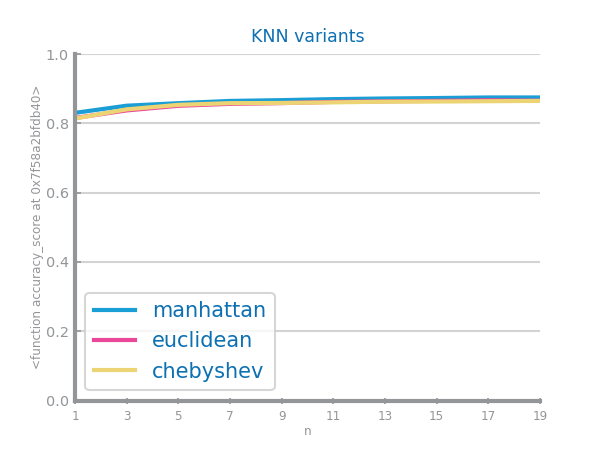 KNN variants
<function accuracy_score at 0x7f58a2bfdb40>
1.0
0.8
0.6
0.4
0.2
0.0
manhattan
euclidean
chebyshev
1 3 5 7 9 11 13 15 17 19
n